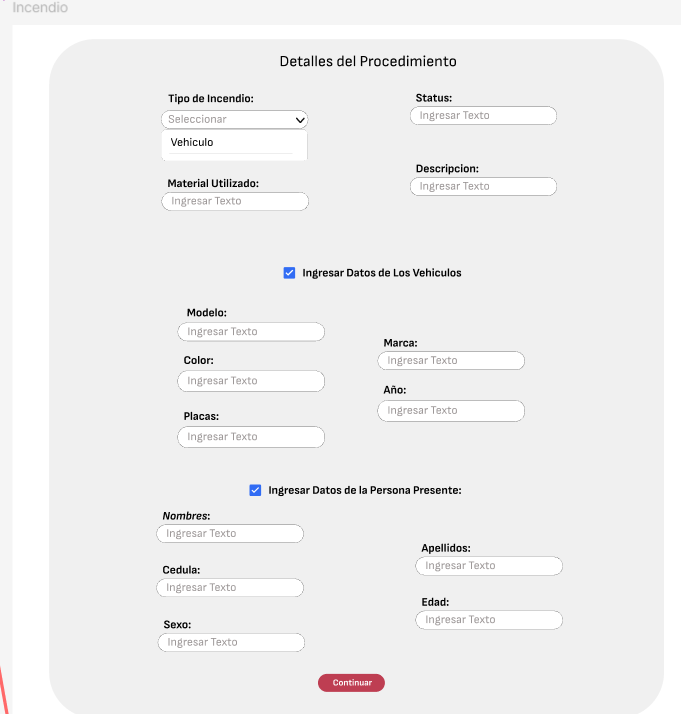 Incendio
Detalles del Procedimiento
Tipo de Incendio:
Seleccionar
Vehiculo
Status:
Ingresar Texto
Material Utilizado:
Ingresar Texto
Descripcion:
Ingresar Texto
Ingresar Datos de Los Vehiculos
Modelo:
Ingresar Texto
Marca:
Ingresar Texto
Color:
Ingresar Texto
Año:
Ingresar Texto
Placas:
Ingresar Texto
Ingresar Datos de la Persona Presente:
Nombres:
Ingresar Texto
Apellidos:
Ingresar Texto
Cedula:
Ingresar Texto
Edad:
Ingresar Texto
Sexo:
Ingresar Texto
Continuar